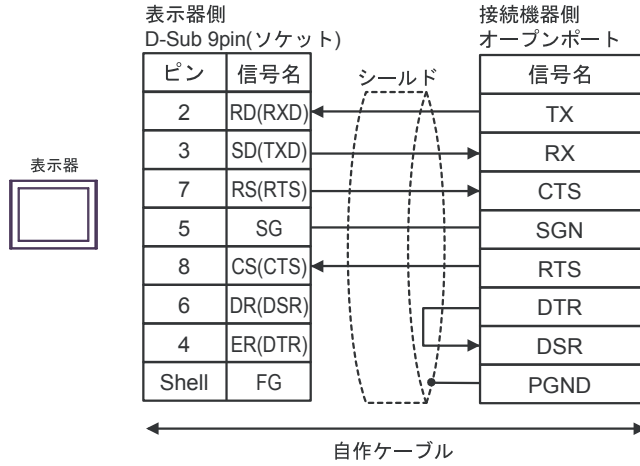 表示器側
D-Sub 9pin(ソケット)
接続機器側
オープンポート
ピン 信号名 シールド 信号名
2 RD(RXD) TX
3 SD(TXD) RX
表示器
7 RS(RTS) CTS
5 SG SGN
8 CS(CTS) RTS
6 DR(DSR) DTR
4 ER(DTR) DSR
Shell FG PGND
自作ケーブル